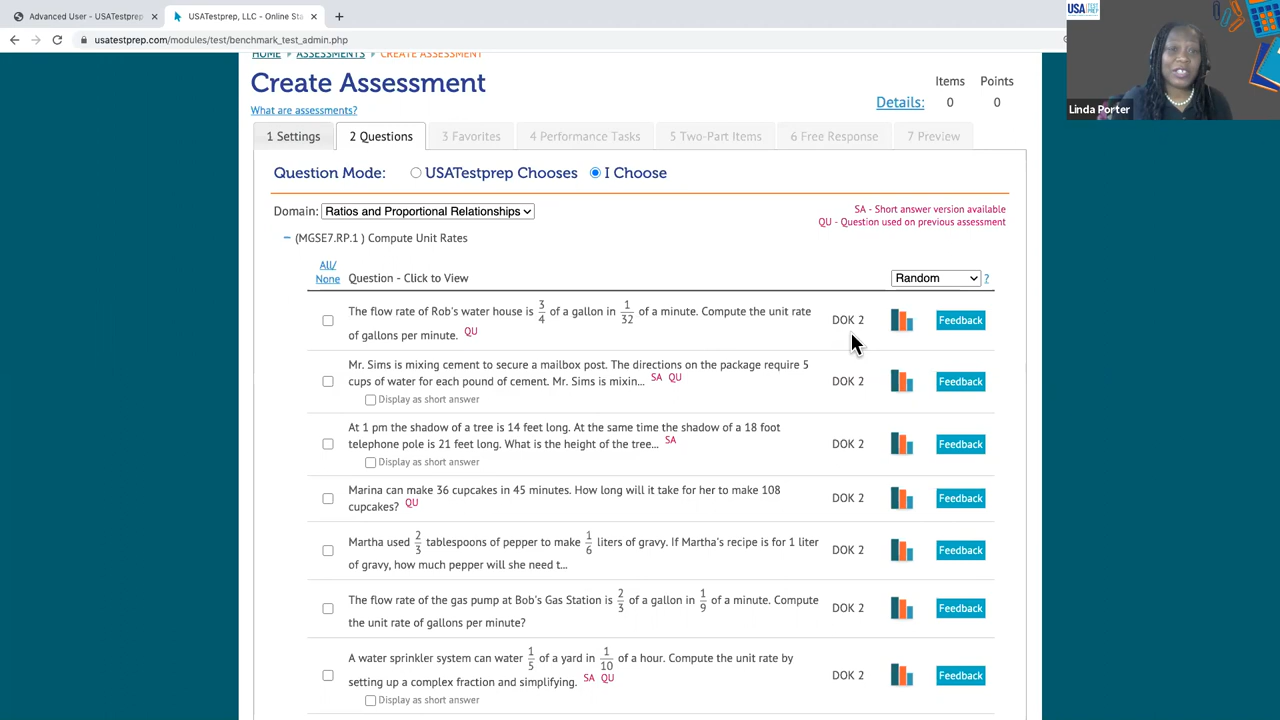 Advanced User - USATestprep
USATestprep, LLC - Online Sta
usatestprep.com/modules/test/benchmark_test_admin.php
USA
TEST
PREP
Linda Porter
HOME ASSESSMENTS CREATE ASSESSMENT
Create Assessment
What are assessments?
Items Points
Details: 0 0
1 Settings 2 Questions 3 Favorites 4 Performance Tasks 5 Two-Part Items 6 Free Response 7 Preview
Question Mode: USATestprep Chooses I Choose
Domain: Ratios and Proportional Relationships
SA - Short answer version available
QU - Question used on previous assessment
(MGSE7.RP.1 ) Compute Unit Rates
All/
None
Question - Click to View
Random ?
The flow rate of Rob's water house is 3/4 of a gallon in 1/32 of a minute. Compute the unit rate
of gallons per minute. QU
DOK 2 Feedback
Mr. Sims is mixing cement to secure a mailbox post. The directions on the package require 5
cups of water for each pound of cement. Mr. Sims is mixin... SA QU
Display as short answer
DOK 2 Feedback
At 1 pm the shadow of a tree is 14 feet long. At the same time the shadow of a 18 foot
telephone pole is 21 feet long. What is the height of the tree... SA
Display as short answer
DOK 2 Feedback
Marina can make 36 cupcakes in 45 minutes. How long will it take for her to make 108
cupcakes? QU
DOK 2 Feedback
Martha used 2/3 tablespoons of pepper to make 1/6 liters of gravy. If Martha's recipe is for 1 liter
of gravy, how much pepper will she need t...
DOK 2 Feedback
The flow rate of the gas pump at Bob's Gas Station is 2/3 of a gallon in 1/9 of a minute. Compute
the unit rate of gallons per minute?
DOK 2 Feedback
A water sprinkler system can water 1/5 of a yard in 1/10 of a hour. Compute the unit rate by
setting up a complex fraction and simplifying. SA QU
Display as short answer
DOK 2 Feedback